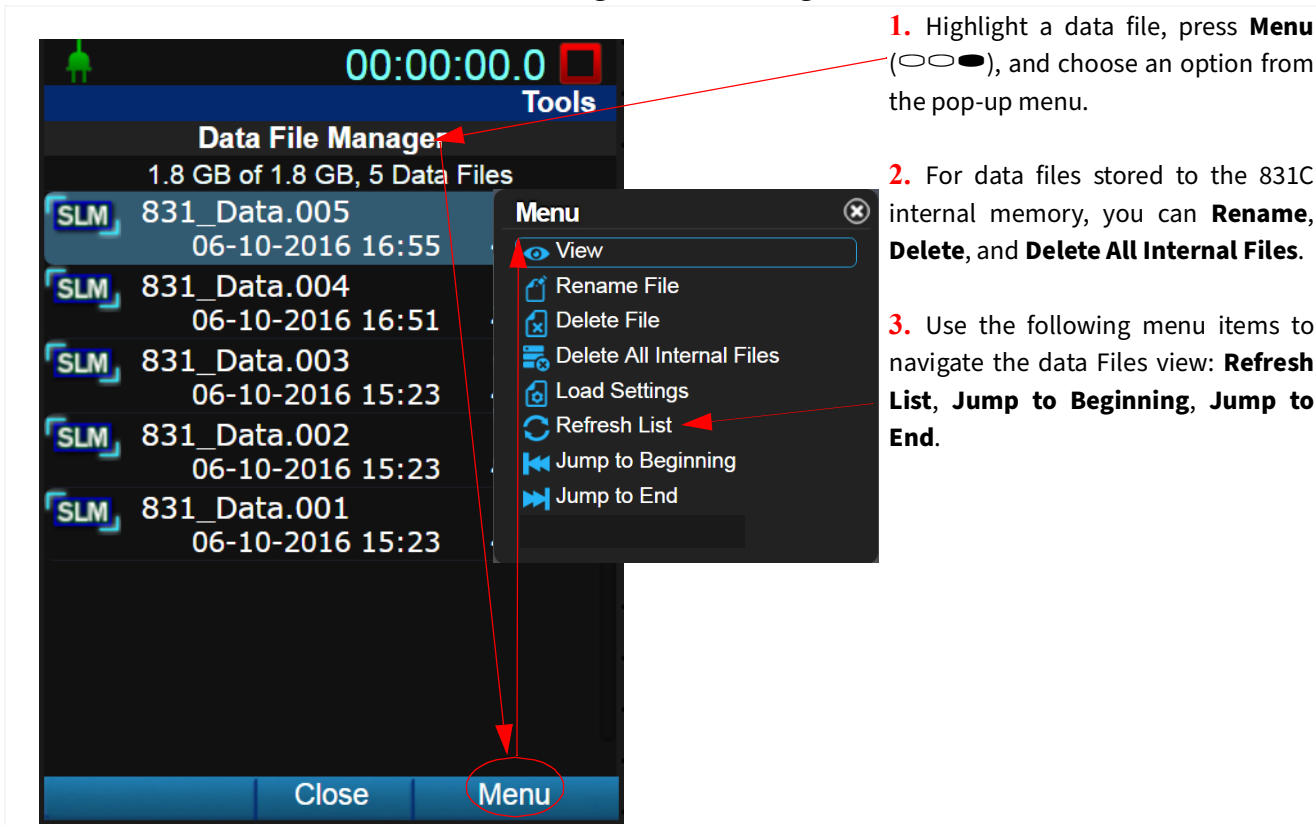 00:00:00.0
Tools
Data File Manager
1.8 GB of 1.8 GB, 5 Data Files
SLM 831_Data.005
06-10-2016 16:55
SLM 831_Data.004
06-10-2016 16:51
SLM 831_Data.003
06-10-2016 15:23
SLM 831_Data.002
06-10-2016 15:23
SLM 831_Data.001
06-10-2016 15:23
Close Menu
Menu
View
Rename File
Delete File
Delete All Internal Files
Load Settings
Refresh List
Jump to Beginning
Jump to End
1. Highlight a data file, press Menu
(), and choose an option from
the pop-up menu.
2. For data files stored to the 831C
internal memory, you can Rename,
Delete, and Delete All Internal Files.
3. Use the following menu items to
navigate the data Files view: Refresh
List, Jump to Beginning, Jump to
End.